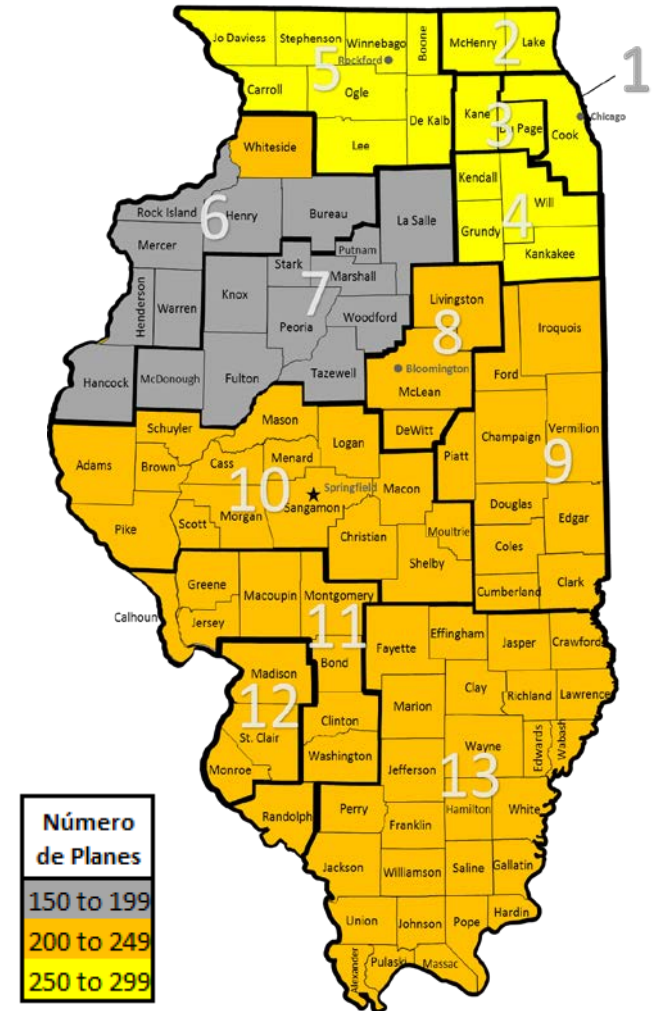 Jo Daviess
Stephenson
Winnebago
Boone
McHenry
Lake
Rockford
5
2
1
Carroll
Ogle
De Kalb
Kane
3
Du Page
Cook
Chicago
Whiteside
Lee
Kendall
Will
4
Grundy
Kankakee
Rock Island
6
Henry
Bureau
La Salle
Mercer
Putnam
Stark
7
Marshall
Henderson
Warren
Knox
Peoria
Woodford
Livingston
8
Iroquois
Hancock
McDonough
Fulton
Tazewell
Bloomington
McLean
Ford
Schuyler
Mason
Logan
DeWitt
Piatt
Champaign
Vermilion
9
Adams
Brown
Cass
Menard
10
Springfield
Sangamon
Macon
Douglas
Edgar
Pike
Scott
Morgan
Christian
Moultrie
Shelby
Coles
Cumberland
Clark
Calhoun
Greene
Jersey
Macoupin
Montgomery
11
Bond
Fayette
Effingham
Jasper
Crawford
Madison
12
Clinton
Marion
Clay
Richland
Lawrence
St. Clair
Washington
Monroe
Jefferson
Wayne
Edwards
Wabash
13
Randolph
Perry
Franklin
Hamilton
White
Jackson
Williamson
Saline
Gallatin
Union
Johnson
Pope
Hardin
Alexander
Pulaski
Massac
Número
de Planes
150 to 199
200 to 249
250 to 299